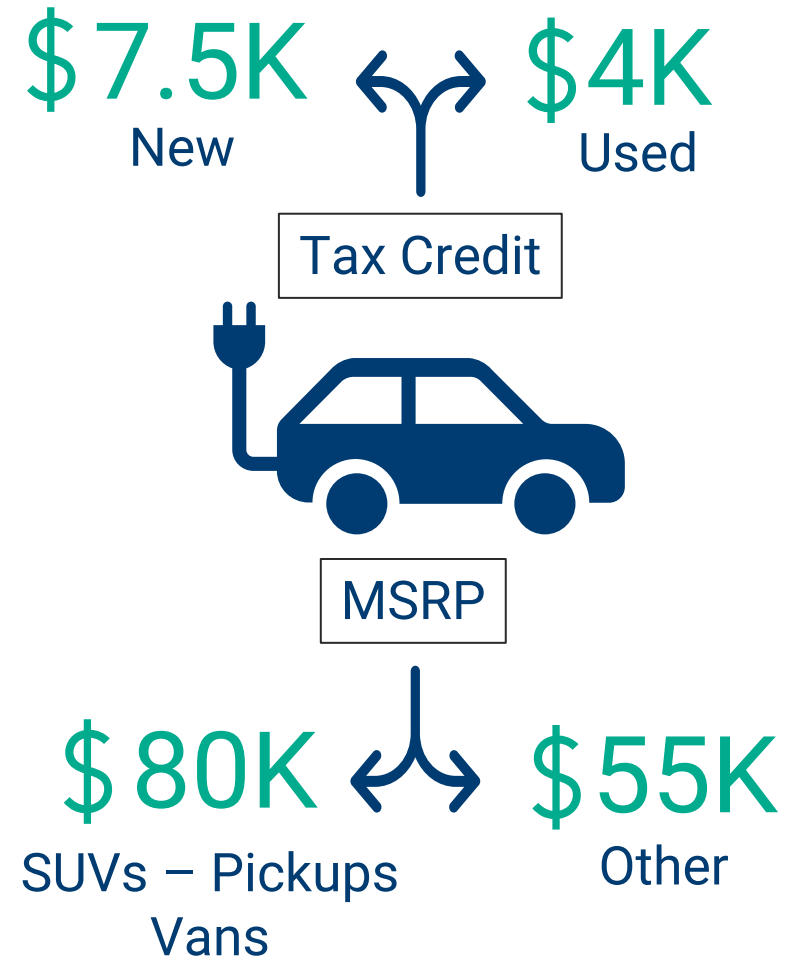 $7.5K
New
$4K
Used
Tax Credit
MSRP
$80K
SUVs – Pickups
Vans
$55K
Other